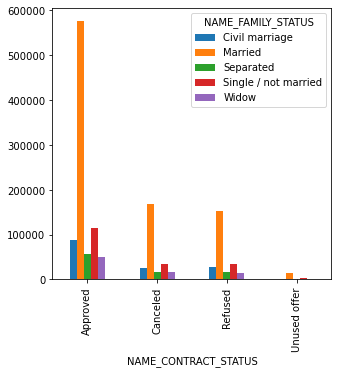 600000
500000
400000
300000
200000
100000
0
NAME_FAMILY_STATUS
Civil marriage
Married
Separated
Single / not married
Widow
Approved
Canceled
Refused
Unused offer
NAME_CONTRACT_STATUS